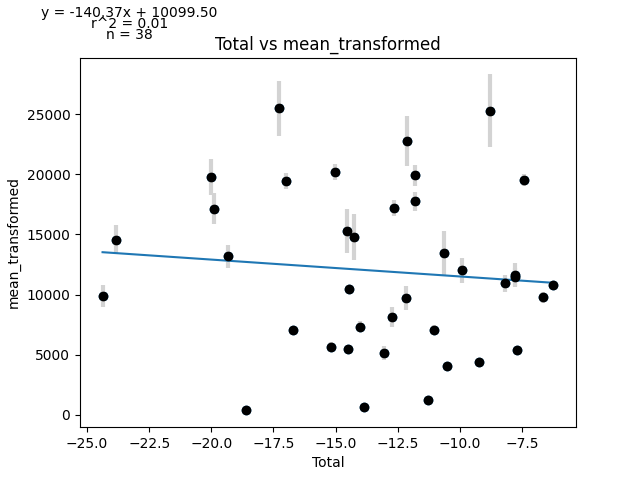 y = -140.37x + 10099.50
r^2 = 0.01
n = 38
Total vs mean_transformed
mean_transformed
25000
20000
15000
10000
5000
0
−25.0 −22.5 −20.0 −17.5 −15.0 −12.5 −10.0 −7.5
Total